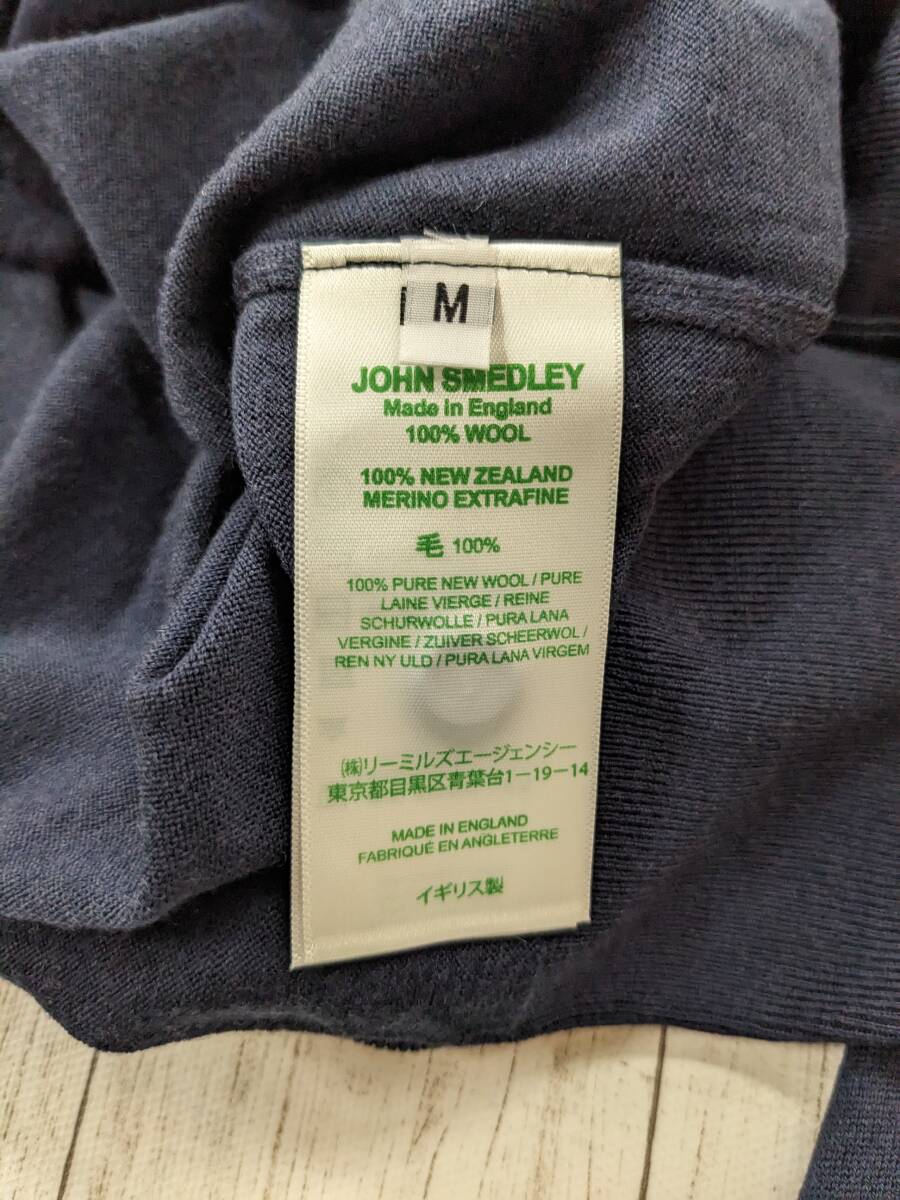 M
JOHN SMEDLEY
Made in England
100% WOOL
100% NEW ZEALAND
MERINO EXTRAFINE
毛 100%
100% PURE NEW WOOL / PURE
LAINE VIERGE / REINE
SCHURWOLLE / PURA LANA
VERGINE / ZUIVER SCHEERWOL /
REN NY ULD / PURA LANA VIRGEM
㈱リーミルズエージェンシー
東京都目黒区青葉台1-19-14
MADE IN ENGLAND
FABRIQUÉ EN ANGLETERRE
イギリス製